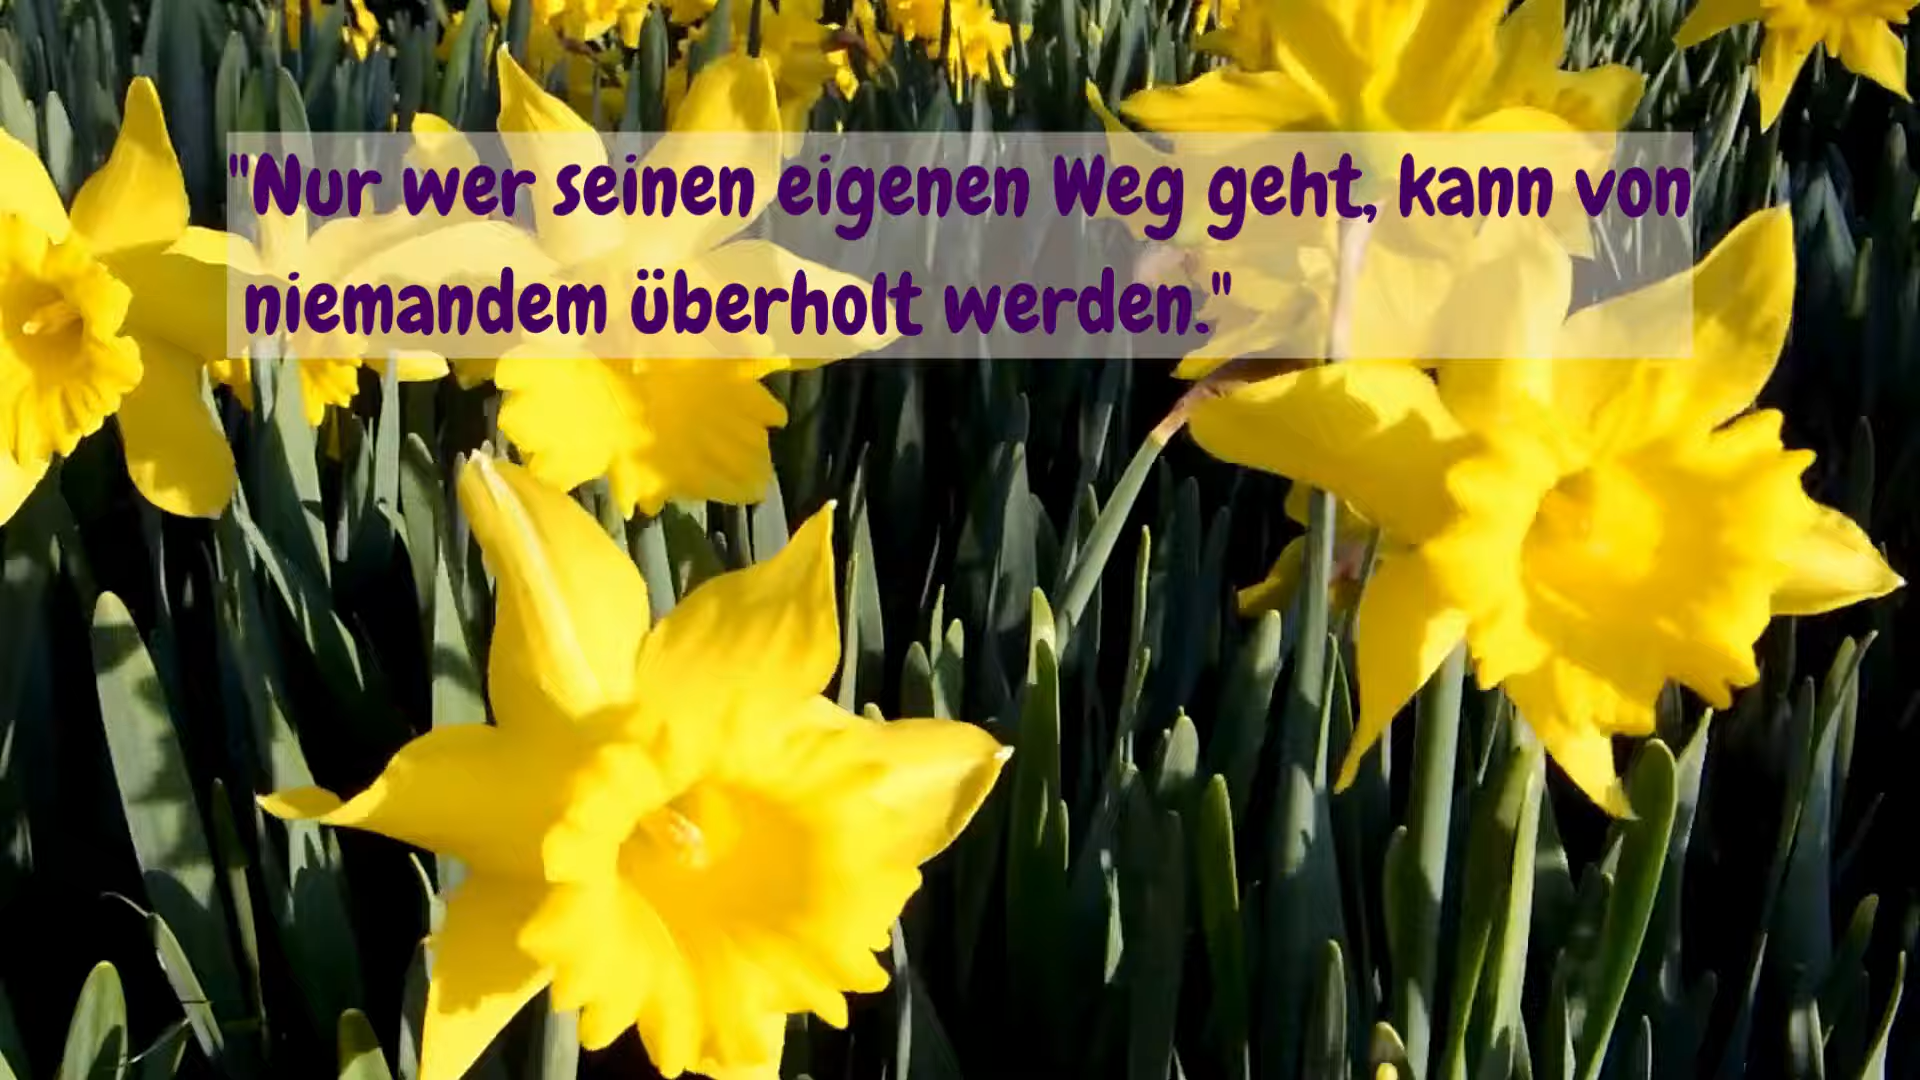 "Nur wer seinen eigenen Weg geht, kann von
niemandem überholt werden."